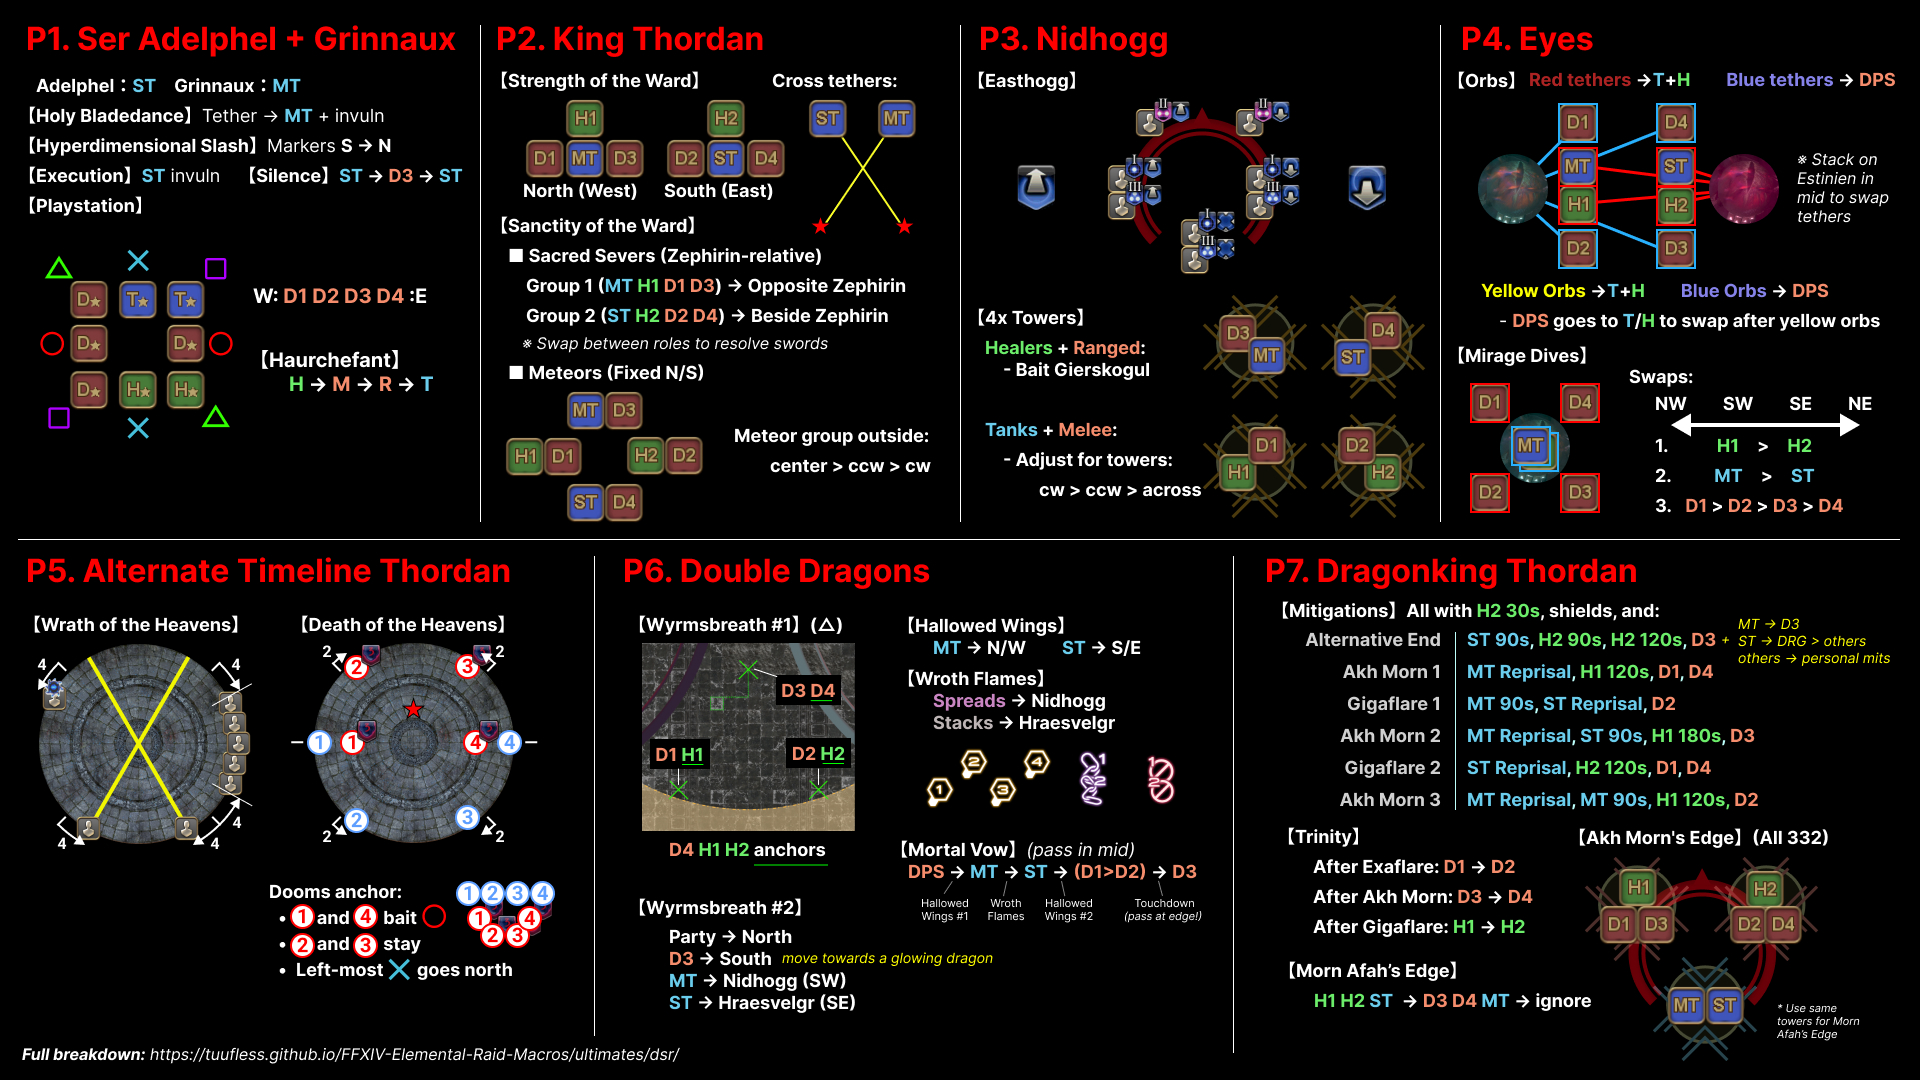 P1. Ser Adelphel + Grinnaux
Adelphel : ST Grinnaux : MT
【Holy Bladedance】 Tether → MT + invuln
【Hyperdimensional Slash】 Markers S → N
【Execution】 ST invuln 【Silence】 ST → D3 → ST
【Playstation】
D★ T★ T★
D★ D★
D★ H★ H★
W: D1 D2 D3 D4 :E
【Haurchefant】
H → M → R → T
P2. King Thordan
【Strength of the Ward】 Cross tethers:
H1 H2 ST MT
D1 MT D3 D2 ST D4
North (West) South (East)
【Sanctity of the Ward】
■ Sacred Severs (Zephirin-relative)
Group 1 (MT H1 D1 D3) → Opposite Zephirin
Group 2 (ST H2 D2 D4) → Beside Zephirin
※ Swap between roles to resolve swords
■ Meteors (Fixed N/S)
MT D3
H1 D1 H2 D2
ST D4
Meteor group outside:
center > ccw > cw
P3. Nidhogg
【Easthogg】
II II
I I
III III
I
III
【4x Towers】
Healers + Ranged:
- Bait Gierskogul
Tanks + Melee:
- Adjust for towers:
cw > ccw > across
D3 MT D4 ST
D1 H1 D2 H2
P4. Eyes
【Orbs】 Red tethers → T+H Blue tethers → DPS
D1 D4
MT ST
H1 H2
D2 D3
※ Stack on
Estinien in
mid to swap
tethers
Yellow Orbs → T+H Blue Orbs → DPS
- DPS goes to T/H to swap after yellow orbs
【Mirage Dives】
D1 D4
MT
D2 D3
Swaps:
NW SW SE NE
1. H1 > H2
2. MT > ST
3. D1 > D2 > D3 > D4
P5. Alternate Timeline Thordan
【Wrath of the Heavens】 【Death of the Heavens】
4 4
4 4
2 2 3 2
1 1 4 4
2 2 3 2
Dooms anchor:
• 1 and 4 bait
• 2 and 3 stay
• Left-most goes north
1 2 3 4
1 4
2 3
P6. Double Dragons
【Wyrmsbreath #1】 (△)
D3 D4
D1 H1 D2 H2
D4 H1 H2 anchors
【Wyrmsbreath #2】
Party → North
D3 → South move towards a glowing dragon
MT → Nidhogg (SW)
ST → Hraesvelgr (SE)
【Hallowed Wings】
MT → N/W ST → S/E
【Wroth Flames】
Spreads → Nidhogg
Stacks → Hraesvelgr
1 2 3 4 1 2 1 2
【Mortal Vow】 (pass in mid)
DPS → MT → ST → (D1>D2) → D3
Hallowed Wings #1
Wroth Flames
Hallowed Wings #2
Touchdown (pass at edge!)
P7. Dragonking Thordan
【Mitigations】 All with H2 30s, shields, and:
Alternative End ST 90s, H2 90s, H2 120s, D3 +
MT → D3
ST → DRG > others
others → personal mits
Akh Morn 1 MT Reprisal, H1 120s, D1, D4
Gigaflare 1 MT 90s, ST Reprisal, D2
Akh Morn 2 MT Reprisal, ST 90s, H1 180s, D3
Gigaflare 2 ST Reprisal, H2 120s, D1, D4
Akh Morn 3 MT Reprisal, MT 90s, H1 120s, D2
【Trinity】
After Exaflare: D1 → D2
After Akh Morn: D3 → D4
After Gigaflare: H1 → H2
【Morn Afah's Edge】
H1 H2 ST → D3 D4 MT → ignore
【Akh Morn's Edge】 (All 332)
H1 H2
D1 D3 D2 D4
MT ST
* Use same
towers for Morn
Afah's Edge
Full breakdown: https://tuufless.github.io/FFXIV-Elemental-Raid-Macros/ultimates/dsr/